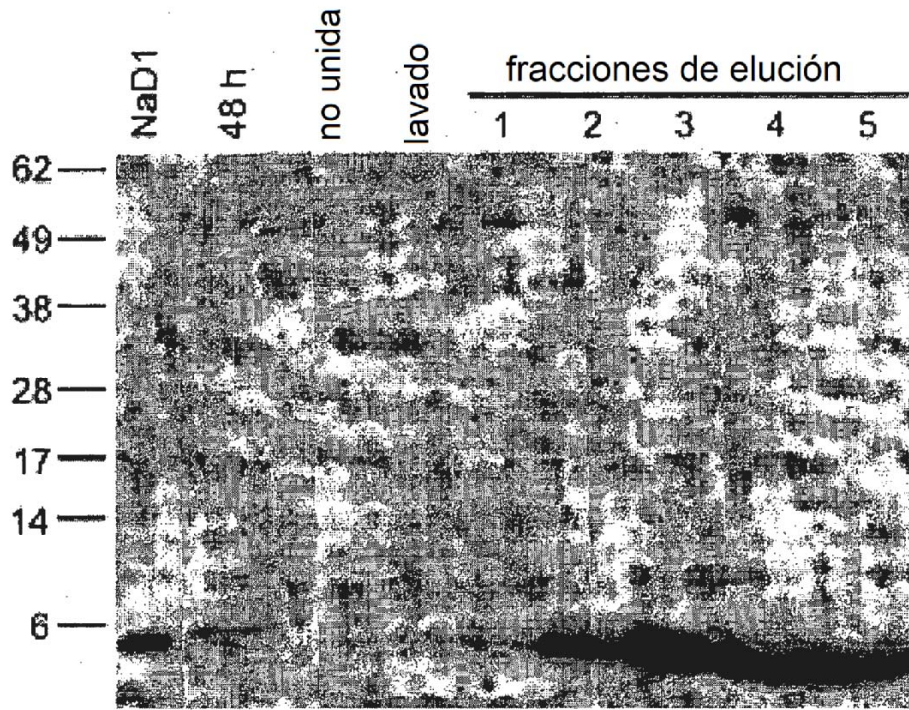 NaD1
48 h
no unida
lavado
fracciones de elución
1 2 3 4 5
62
49
38
28
17
14
6